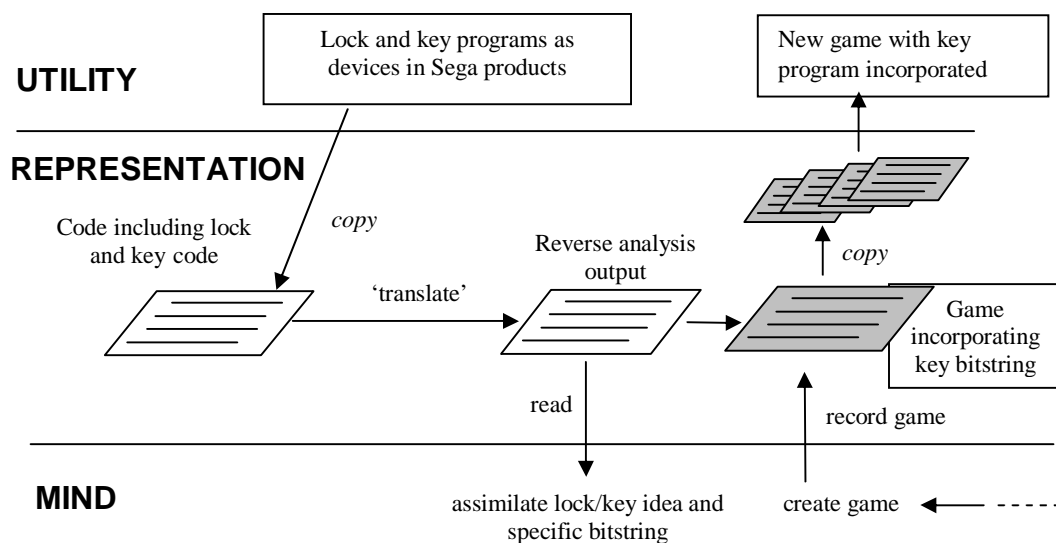 Lock and key programs as
devices in Sega products
New game with key
program incorporated
UTILITY
REPRESENTATION
Code including lock
and key code
copy
Reverse analysis
output
copy
‘translate’
Game
incorporating
key bitstring
read
record game
MIND
assimilate lock/key idea and
specific bitstring
create game